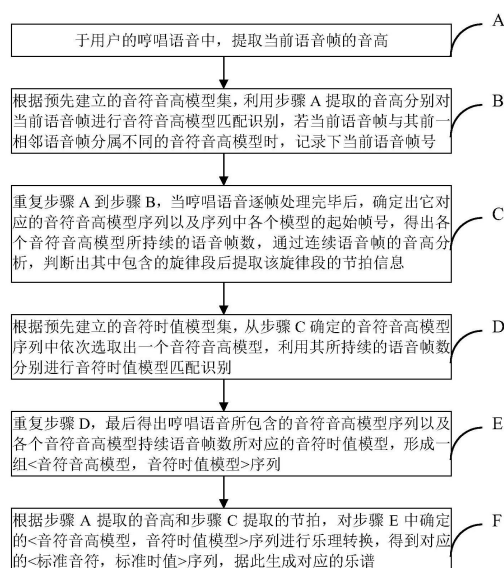 于用户的哼唱语音中，提取当前语音帧的音高
A
根据预先建立的音符音高模型集，利用步骤 A 提取的音高分别对
当前语音帧进行音符音高模型匹配识别，若当前语音帧与其前一
相邻语音帧分属不同的音符音高模型时，记录下当前语音帧号
B
重复步骤 A 到步骤 B，当哼唱语音逐帧处理完毕后，确定出它对
应的音符音高模型序列以及序列中各个模型的起始帧号，得出各
个音符音高模型所持续的语音帧数，通过连续语音帧的音高分
析，判断出其中包含的旋律段后提取该旋律段的节拍信息
C
根据预先建立的音符时值模型集，从步骤 C 确定的音符音高模型
序列中依次选取出一个音符音高模型，利用其所持续的语音帧数
分别进行音符时值模型匹配识别
D
重复步骤 D，最后得出哼唱语音所包含的音符音高模型序列以及
各个音符音高模型持续语音帧数所对应的音符时值模型，形成一
组<音符音高模型，音符时值模型>序列
E
根据步骤 A 提取的音高和步骤 C 提取的节拍，对步骤 E 中确定
的<音符音高模型，音符时值模型>序列进行乐理转换，得到对应
的<标准音符，标准时值>序列，据此生成对应的乐谱
F